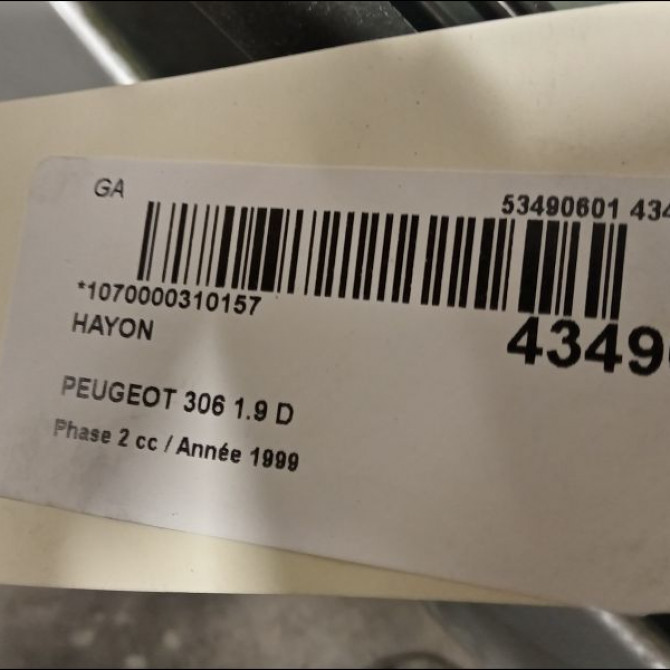 GA
53490601 434
*1070000310157
HAYON
4349
PEUGEOT 306 1.9 D
Phase 2 cc / Année 1999